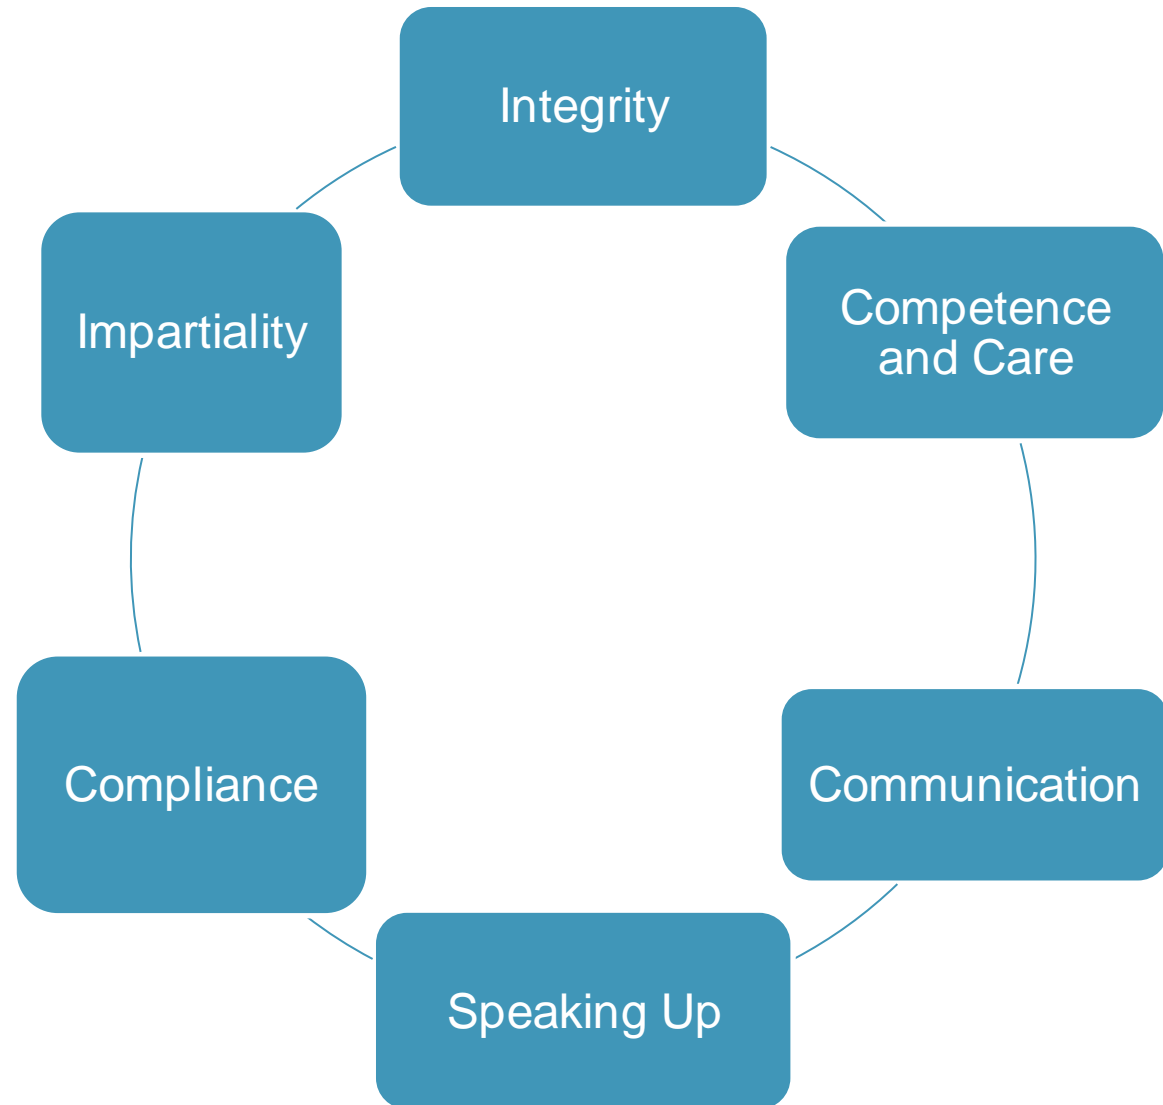 Integrity
Competence
and Care
Communication
Speaking Up
Compliance
Impartiality